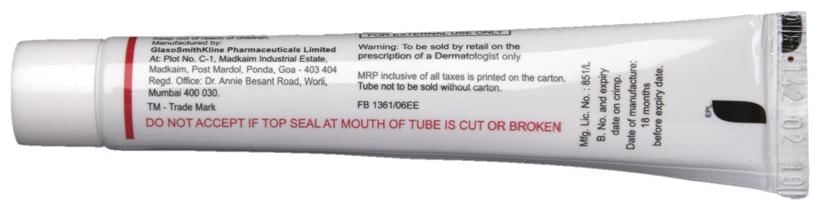 Keep out of reach of children.
Manufactured by:
GlaxoSmithKline Pharmaceuticals Limited
At: Plot No. C-1, Madkaim Industrial Estate,
Madkaim, Post Mardol, Ponda, Goa - 403 404
Regd. Office: Dr. Annie Besant Road, Worli,
Mumbai 400 030.
TM - Trade Mark
FOR EXTERNAL USE ONLY
Warning: To be sold by retail on the
prescription of a Dermatologist only
MRP inclusive of all taxes is printed on the carton.
Tube not to be sold without carton.
FB 1361/06EE
DO NOT ACCEPT IF TOP SEAL AT MOUTH OF TUBE IS CUT OR BROKEN
Mfg. Lic. No. : 851/L
B. No. and expiry
date on crimp.
Date of manufacture:
18 months
before expiry date.
EPL
02 19